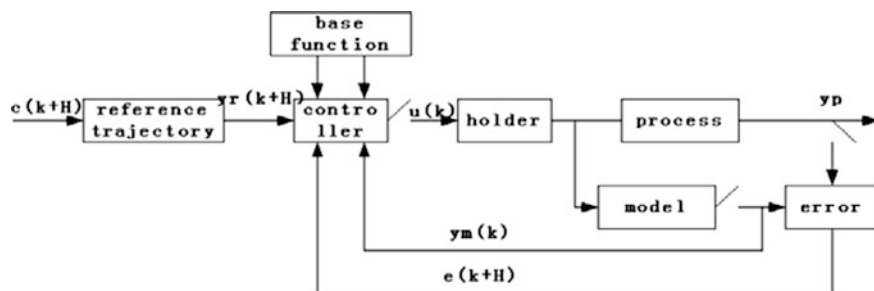 base
function
c(k+H)
reference
trajectory
yr(k+H)
contro
ller
u(k)
holder
process
yp
model
error
ym(k)
e(k+H)